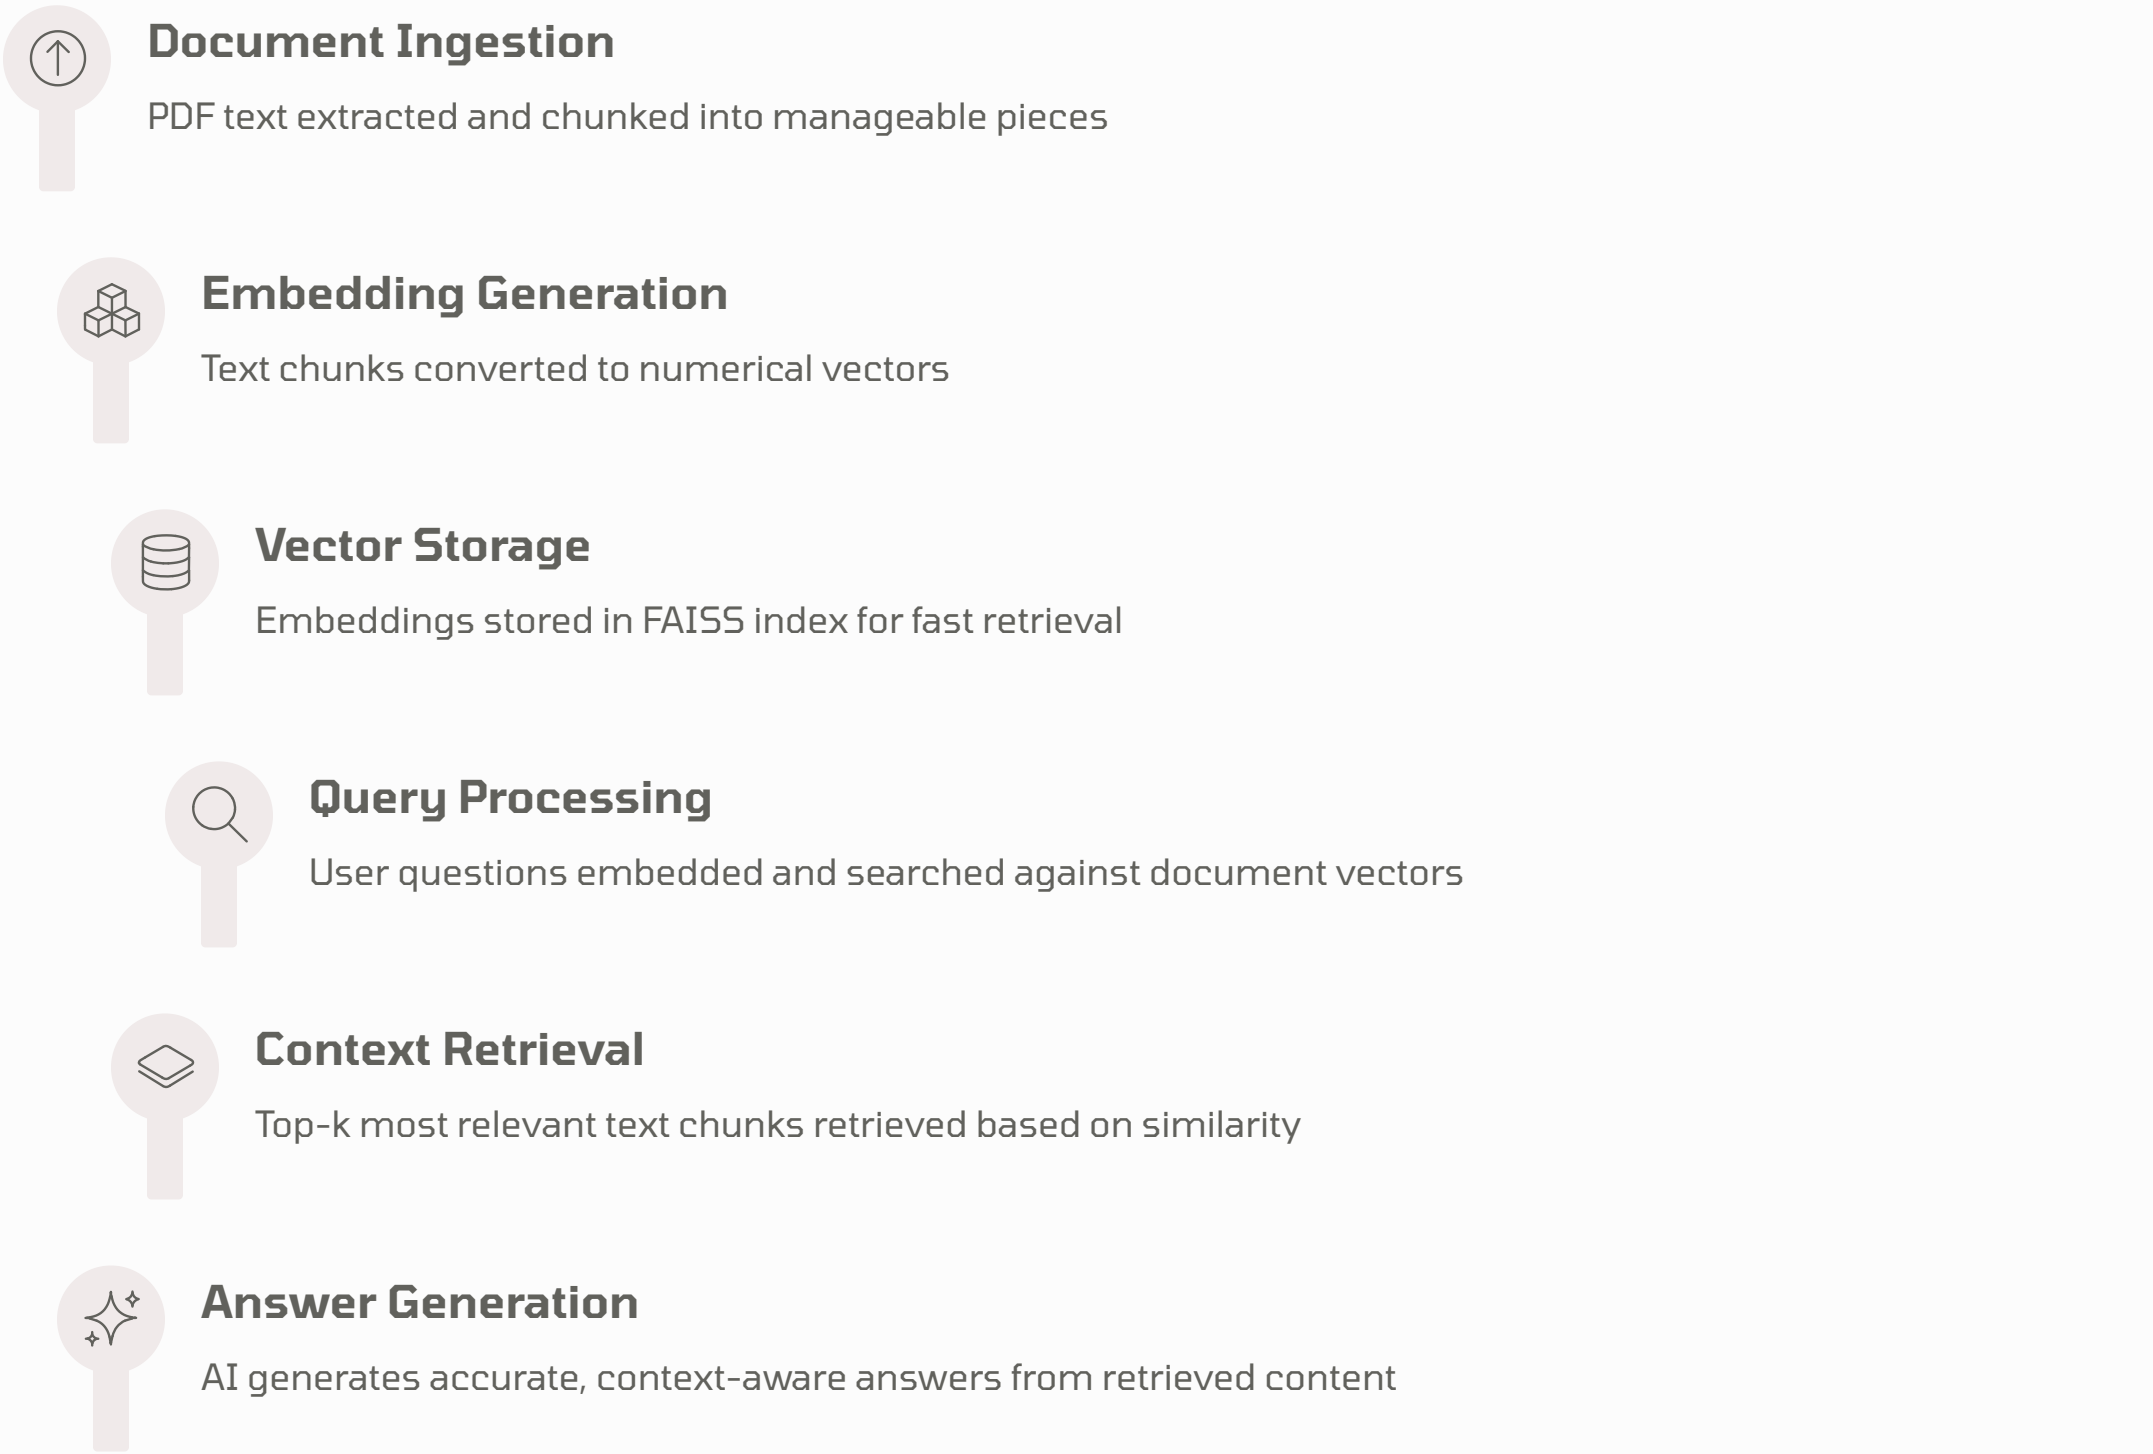 Document Ingestion
PDF text extracted and chunked into manageable pieces
Embedding Generation
Text chunks converted to numerical vectors
Vector Storage
Embeddings stored in FAISS index for fast retrieval
Query Processing
User questions embedded and searched against document vectors
Context Retrieval
Top-k most relevant text chunks retrieved based on similarity
Answer Generation
AI generates accurate, context-aware answers from retrieved content